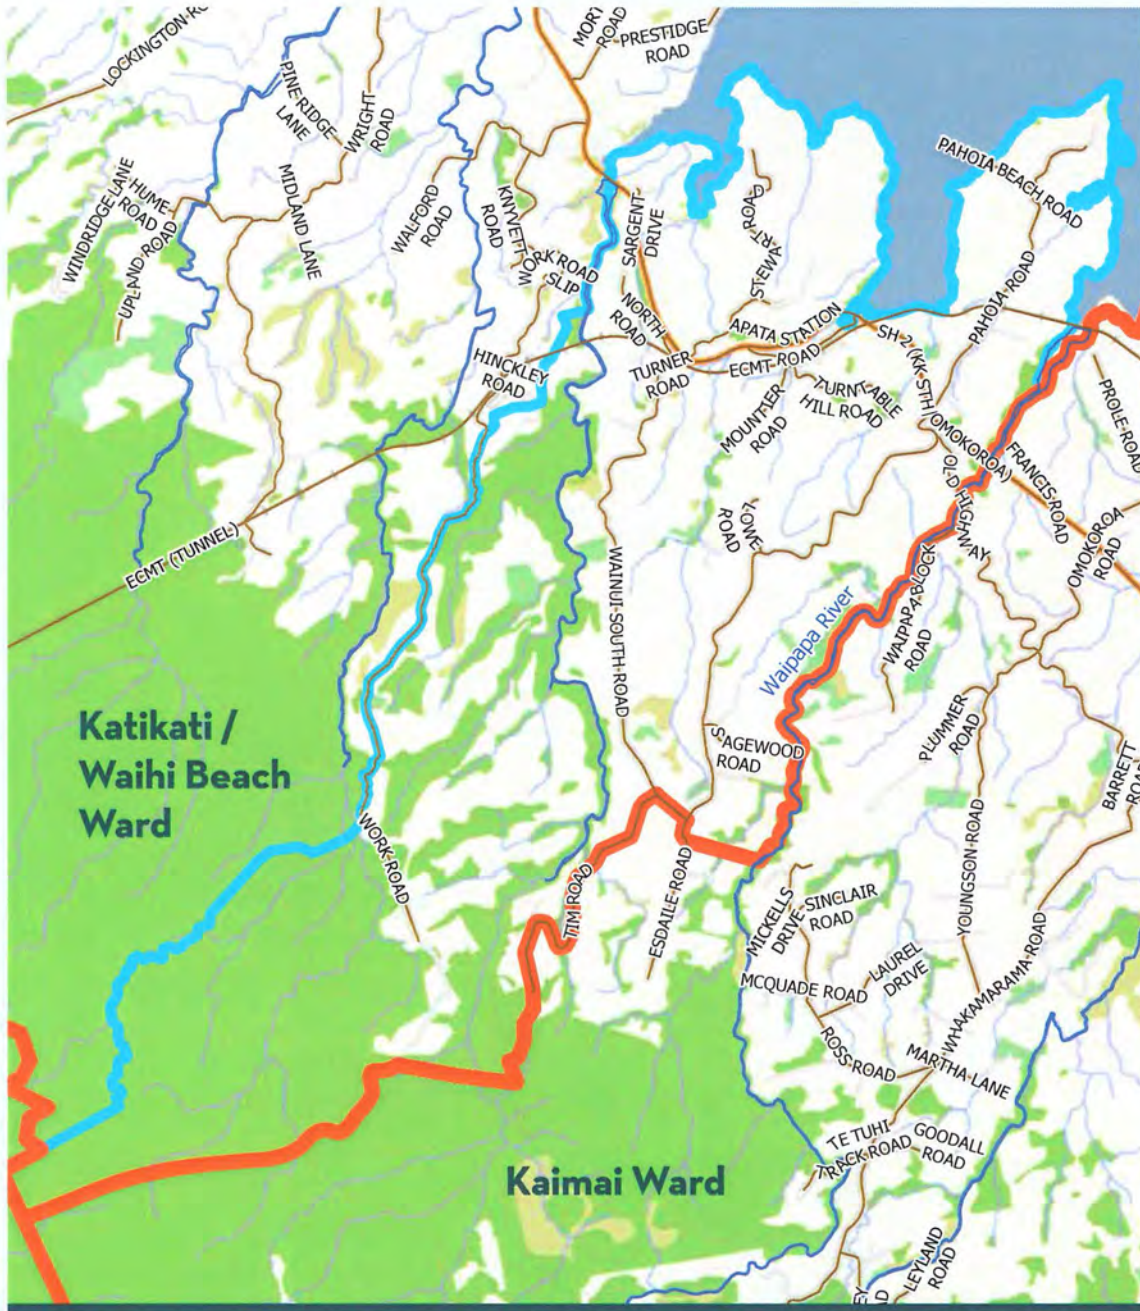 LOCKINGTON-RO
MORT
ROAD
PRESTIDGE
ROAD
PINE RIDGE
LANE
WRIGHT
ROAD
WINDRIDGE LANE
HUME
ROAD
UPLAND ROAD
MIDLAND LANE
WALFORD
ROAD
KNYVETT
ROAD
WORK ROAD
SLIP
SARGENT
DRIVE
STEWART ROAD
PAHOIA BEACH ROAD
PAHOIA ROAD
NORTH
ROAD
APATA STATION
HINCKLEY
ROAD
TURNER
ROAD
ECMT ROAD
SH 2 (KK STH OMOKOROA)
TURNTABLE
HILL ROAD
MOUNTIER
ROAD
PROLE ROAD
FRANCIS ROAD
OLD HIGHWAY
OMOKOROA
ROAD
LOWE
ROAD
ECMT (TUNNEL)
WAINUI SOUTH ROAD
WAIPAPA BLOCK
ROAD
Waipapa River
Katikati /
Waihi Beach
Ward
SAGEWOOD
ROAD
PLUMMER
ROAD
BARRETT
ROAD
WORK ROAD
TIM ROAD
ESDAILE ROAD
MICKELLS
DRIVE
SINCLAIR
ROAD
YOUNGSON ROAD
LAUREL
DRIVE
MCQUADE ROAD
WHAKAMARAMA ROAD
ROSS ROAD
MARTHA LANE
TE TUHI
TRACK ROAD
GOODALL
ROAD
Kaimai Ward
LEYLAND
ROAD
EY
AD